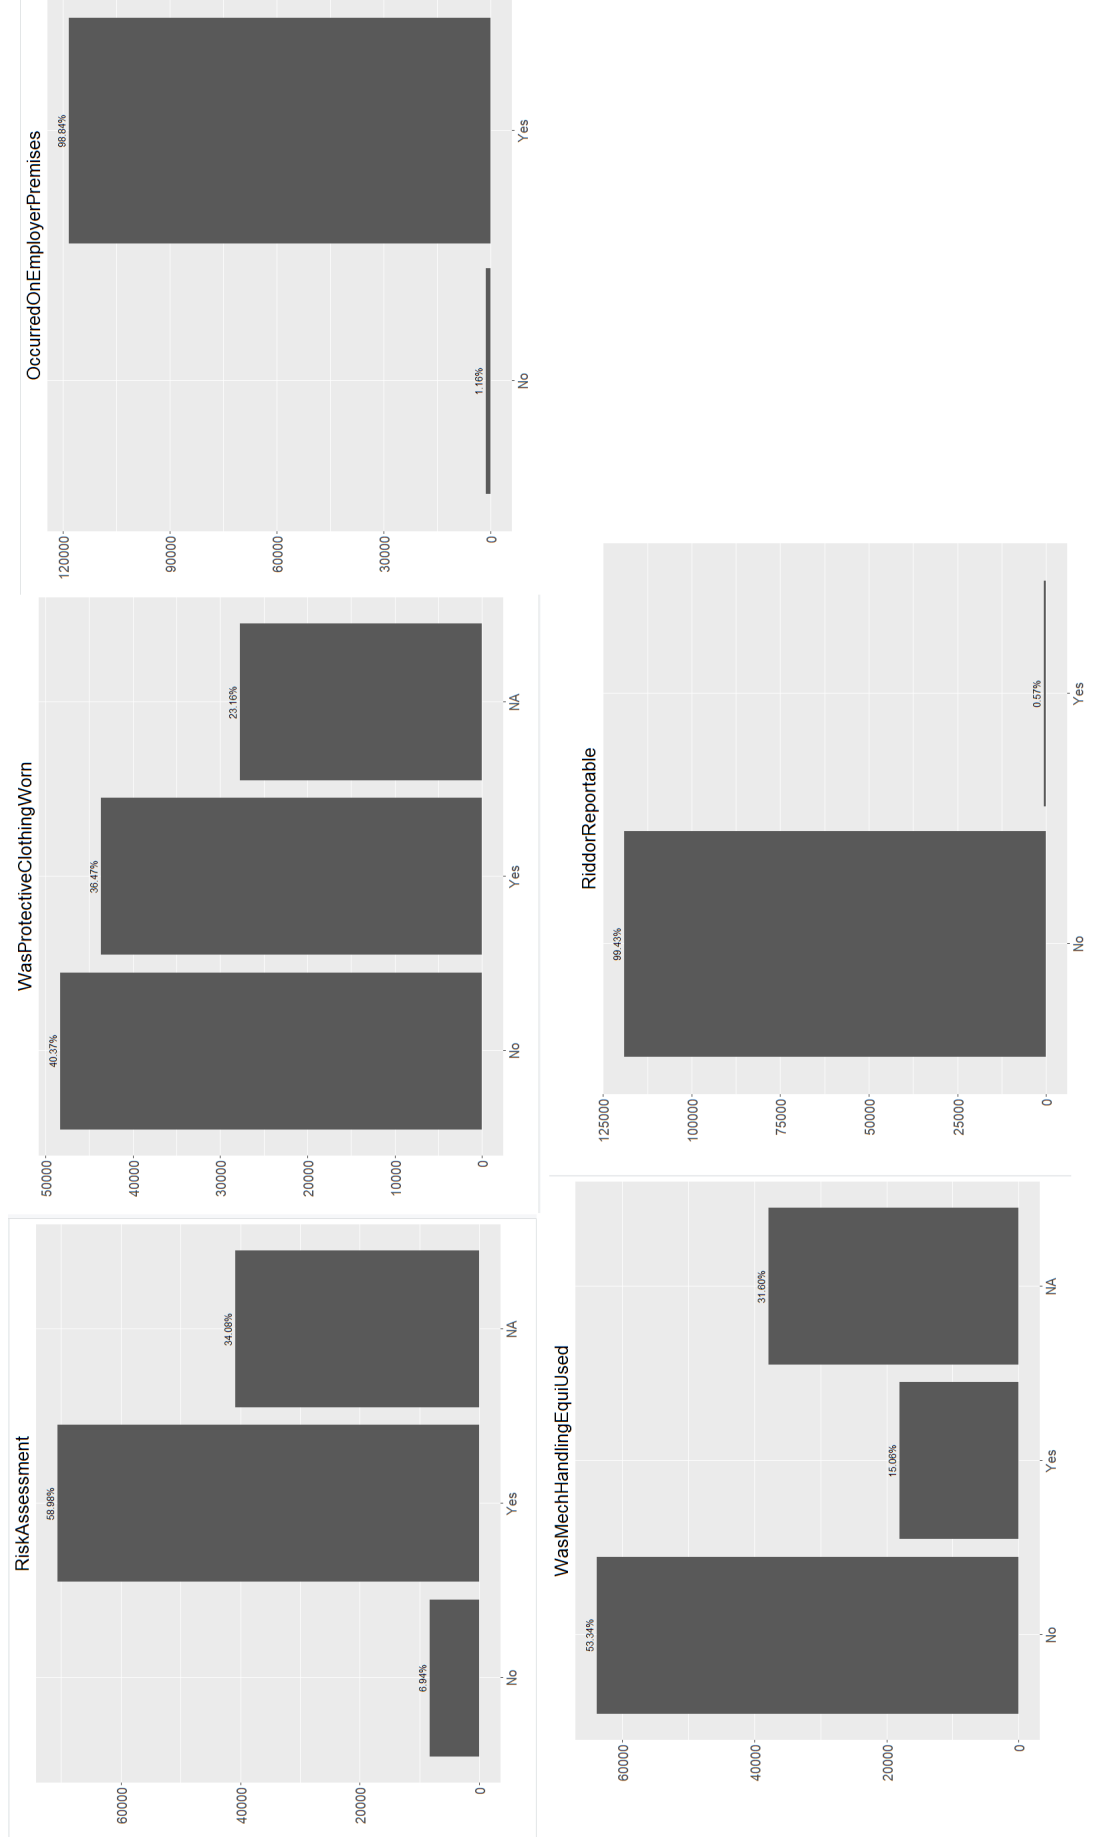 RiskAssessment
60000
40000
20000
0
6.94%
58.98%
34.08%
No
Yes
NA
WasProtectiveClothingWorn
50000
40000
30000
20000
10000
0
40.37%
36.47%
23.16%
No
Yes
NA
OccurredOnEmployerPremises
120000
90000
60000
30000
0
1.16%
98.84%
No
Yes
WasMechHandlingEquiUsed
60000
40000
20000
0
53.34%
15.06%
31.60%
No
Yes
NA
RiddorReportable
125000
100000
75000
50000
25000
0
99.43%
0.57%
No
Yes